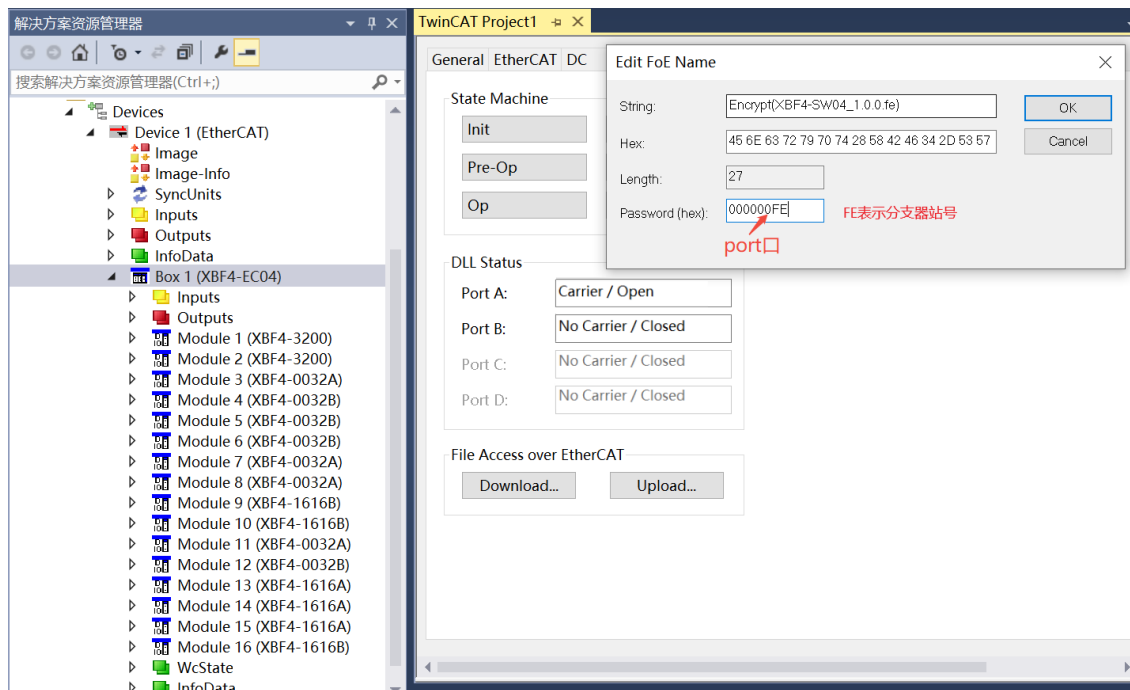 解决方案资源管理器
搜索解决方案资源管理器(Ctrl+;)
Devices
Device 1 (EtherCAT)
Image
Image-Info
SyncUnits
Inputs
Outputs
InfoData
Box 1 (XBF4-EC04)
Inputs
Outputs
Module 1 (XBF4-3200)
Module 2 (XBF4-3200)
Module 3 (XBF4-0032A)
Module 4 (XBF4-0032B)
Module 5 (XBF4-0032B)
Module 6 (XBF4-0032B)
Module 7 (XBF4-0032A)
Module 8 (XBF4-0032A)
Module 9 (XBF4-1616B)
Module 10 (XBF4-1616B)
Module 11 (XBF4-0032A)
Module 12 (XBF4-0032B)
Module 13 (XBF4-1616A)
Module 14 (XBF4-1616A)
Module 15 (XBF4-1616A)
Module 16 (XBF4-1616B)
WcState
InfoData
TwinCAT Project1
General EtherCAT DC
State Machine
Init
Pre-Op
Op
DLL Status
Port A: Carrier / Open
Port B: No Carrier / Closed
Port C: No Carrier / Closed
Port D: No Carrier / Closed
File Access over EtherCAT
Download... Upload...
Edit FoE Name
String: Encrypt(XBF4-SW04_1.0.0.fe) OK
Hex: 45 6E 63 72 79 70 74 28 58 42 46 34 2D 53 57 Cancel
Length: 27
Password (hex): 000000FE FE表示分支器站号
port口